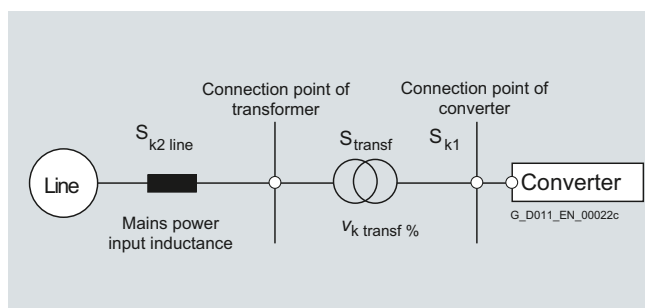 Connection point of
transformer
Connection point of
converter
S k2 line
S transf
S k1
Line
Converter
G_D011_EN_00022c
Mains power
input inductance
v k transf %